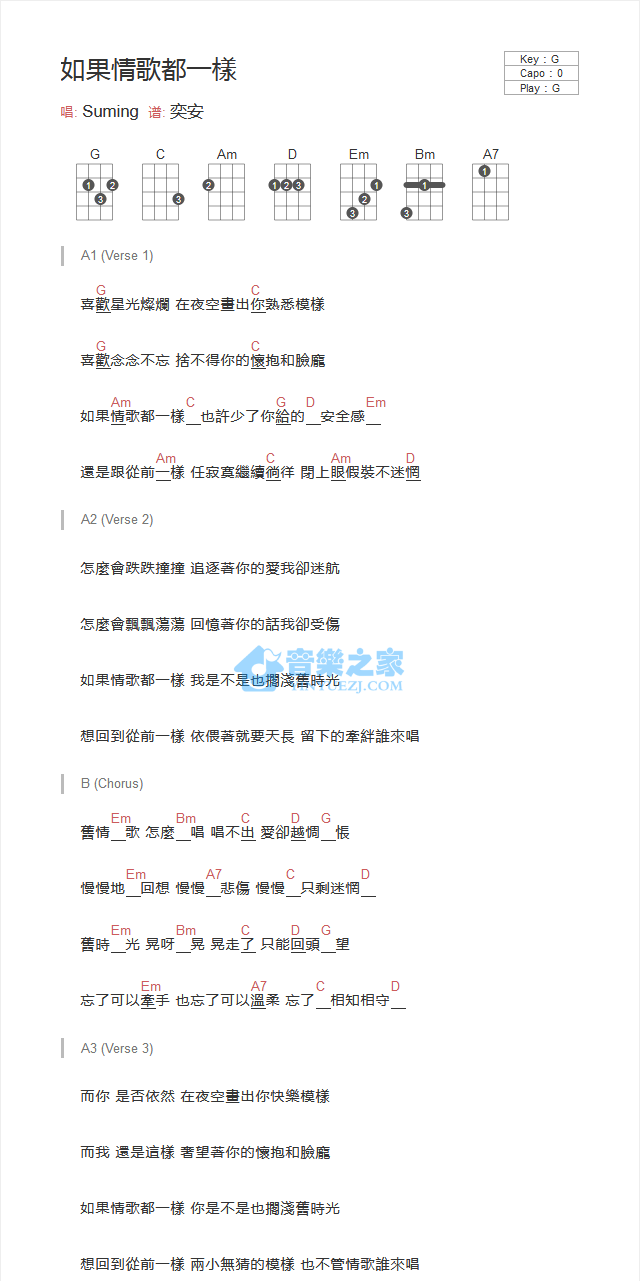 如果情歌都一樣
Key : G
Capo : 0
Play : G
唱: Suming 谱: 奕安
G C Am D Em Bm A7
1 2 3
3
2
1 2 3
1 2 3
1 3
1
A1 (Verse 1)
G C
喜歡星光燦爛 在夜空畫出你熟悉模樣
G C
喜歡念念不忘 捨不得你的懷抱和臉龐
Am C G D Em
如果情歌都一樣__也許少了你給的__安全感__
Am C Am D
還是跟從前一樣 任寂寞繼續徜徉 閉上眼假裝不迷惘
A2 (Verse 2)
怎麼會跌跌撞撞 追逐著你的愛我卻迷航
怎麼會飄飄蕩蕩 回憶著你的話我卻受傷
如果情歌都一樣 我是不是也擱淺舊時光
音樂之家
YINYUEZJ.COM
想回到從前一樣 依偎著就要天長 留下的牽絆誰來唱
B (Chorus)
Em Bm C D G
舊情__歌 怎麼__唱 唱不出 愛卻越惆__悵
Em A7 C D
慢慢地__回想 慢慢__悲傷 慢慢__只剩迷惘__
Em Bm C D G
舊時__光 晃呀__晃 晃走了 只能回頭__望
Em A7 C D
忘了可以牽手 也忘了可以溫柔 忘了__相知相守__
A3 (Verse 3)
而你 是否依然 在夜空畫出你快樂模樣
而我 還是這樣 奢望著你的懷抱和臉龐
如果情歌都一樣 你是不是也擱淺舊時光
想回到從前一樣 兩小無猜的模樣 也不管情歌誰來唱